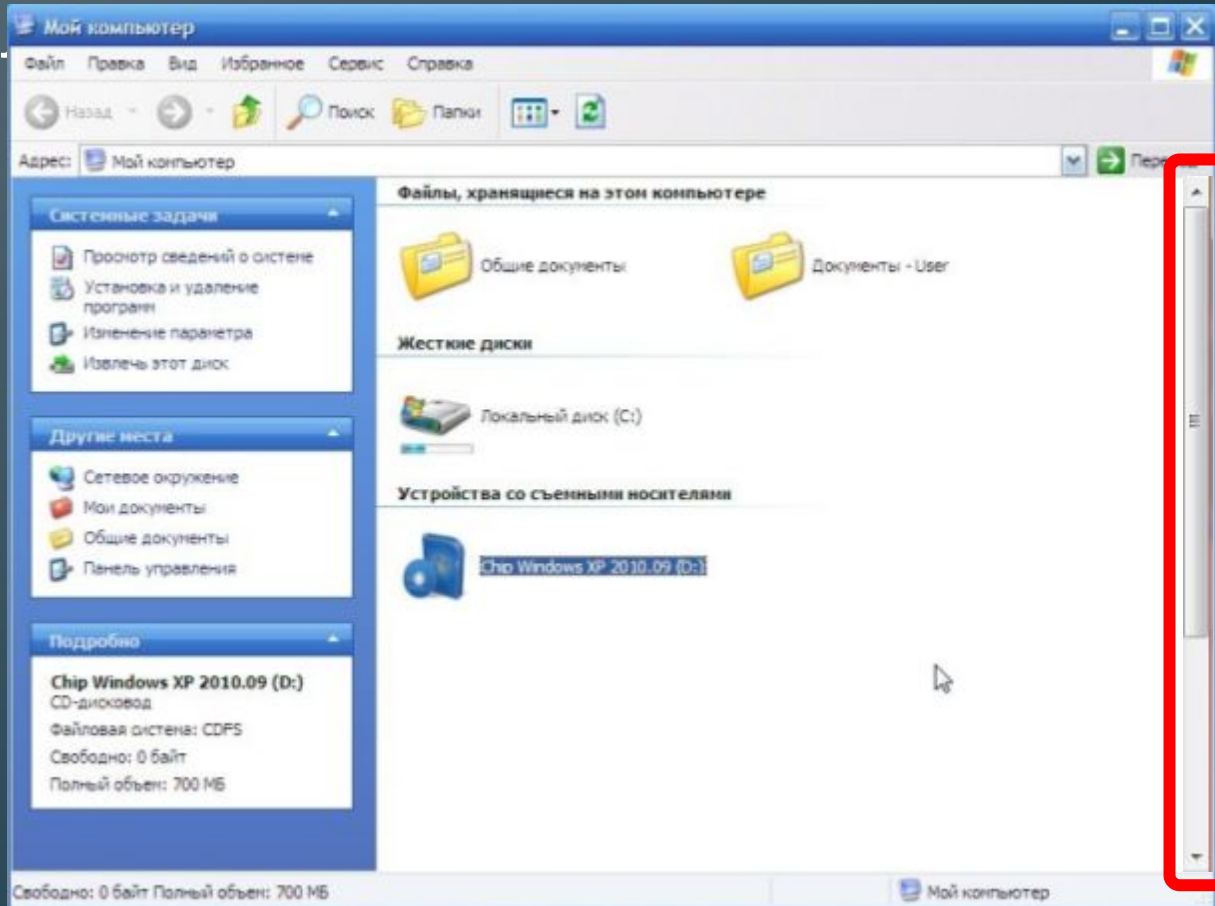 Мой компьютер
Файл Правка Вид Избранное Сервис Справка
Назад Поиск Папки
Адрес: Мой компьютер
Файлы, хранящиеся на этом компьютере
Системные задачи
Просмотр сведений о системе
Установка и удаление
программ
Изменение параметра
Извлечь этот диск
Общие документы
Документы - User
Жесткие диски
Локальный диск (C:)
Другие места
Сетевое окружение
Мои документы
Общие документы
Панель управления
Устройства со съемными носителями
Chip Windows XP 2010.09 (D:)
Подробно
Chip Windows XP 2010.09 (D:)
CD-дисковод
Файловая система: CDFS
Свободно: 0 байт
Полный объем: 700 МБ
Свободно: 0 байт Полный объем: 700 МБ
Мой компьютер